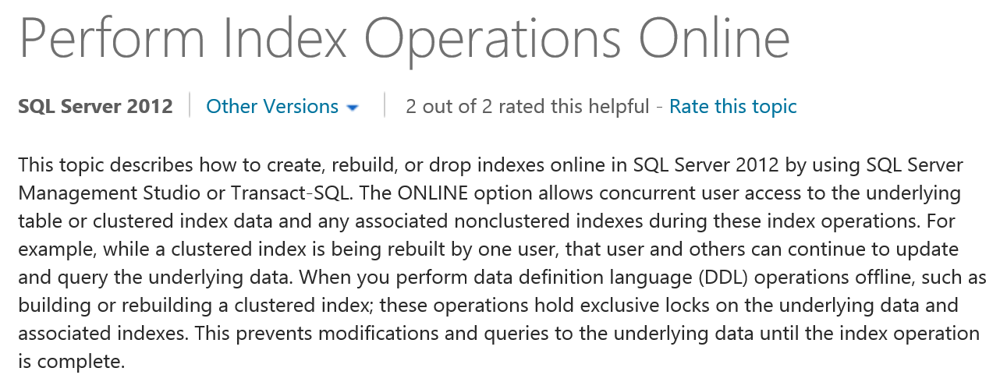 Perform Index Operations Online
SQL Server 2012 Other Versions 2 out of 2 rated this helpful - Rate this topic
This topic describes how to create, rebuild, or drop indexes online in SQL Server 2012 by using SQL Server
Management Studio or Transact-SQL. The ONLINE option allows concurrent user access to the underlying
table or clustered index data and any associated nonclustered indexes during these index operations. For
example, while a clustered index is being rebuilt by one user, that user and others can continue to update
and query the underlying data. When you perform data definition language (DDL) operations offline, such as
building or rebuilding a clustered index; these operations hold exclusive locks on the underlying data and
associated indexes. This prevents modifications and queries to the underlying data until the index operation
is complete.